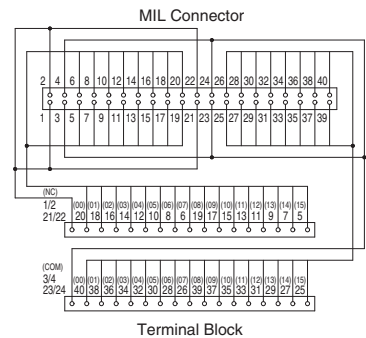 MIL Connector
2 4 6 8 10 12 14 16 18 20 22 24 26 28 30 32 34 36 38 40
1 3 5 7 9 11 13 15 17 19 21 23 25 27 29 31 33 35 37 39
(NC)
1/2 (00) (01) (02) (03) (04) (05) (06) (07) (08) (09) (10) (11) (12) (13) (14) (15)
21/22 20 18 16 14 12 10 8 6 19 17 15 13 11 9 7 5
(COM)
3/4 (00) (01) (02) (03) (04) (05) (06) (07) (08) (09) (10) (11) (12) (13) (14) (15)
23/24 40 38 36 34 32 30 28 26 39 37 35 33 31 29 27 25
Terminal Block